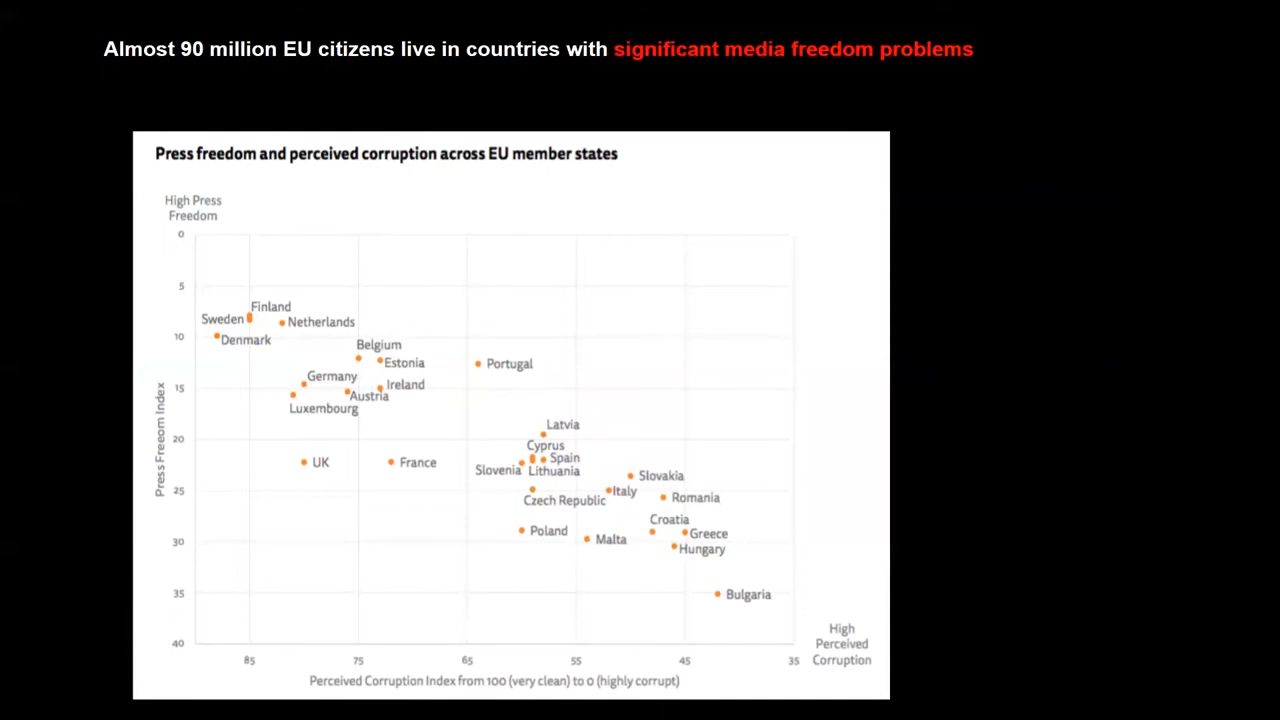 Almost 90 million EU citizens live in countries with significant media freedom problems
Press freedom and perceived corruption across EU member states
High Press
Freedom
0
5
10
15
20
25
30
35
40
Press Freeom Index
Finland
Sweden
Netherlands
Denmark
Belgium
Estonia
Portugal
Germany
Ireland
Austria
Luxembourg
Latvia
Cyprus
Spain
UK
France
Slovenia
Lithuania
Slovakia
Italy
Romania
Czech Republic
Croatia
Poland
Greece
Malta
Hungary
Bulgaria
High
Perceived
Corruption
85
75
65
55
45
35
Perceived Corruption Index from 100 (very clean) to 0 (highly corrupt)